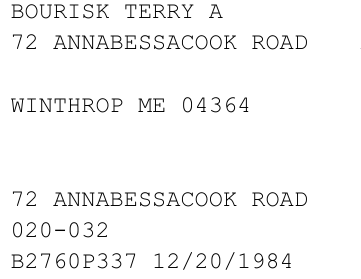 BOURISK TERRY A
72 ANNABESSACOOK ROAD
WINTHROP ME 04364
72 ANNABESSACOOK ROAD
020-032
B2760P337 12/20/1984